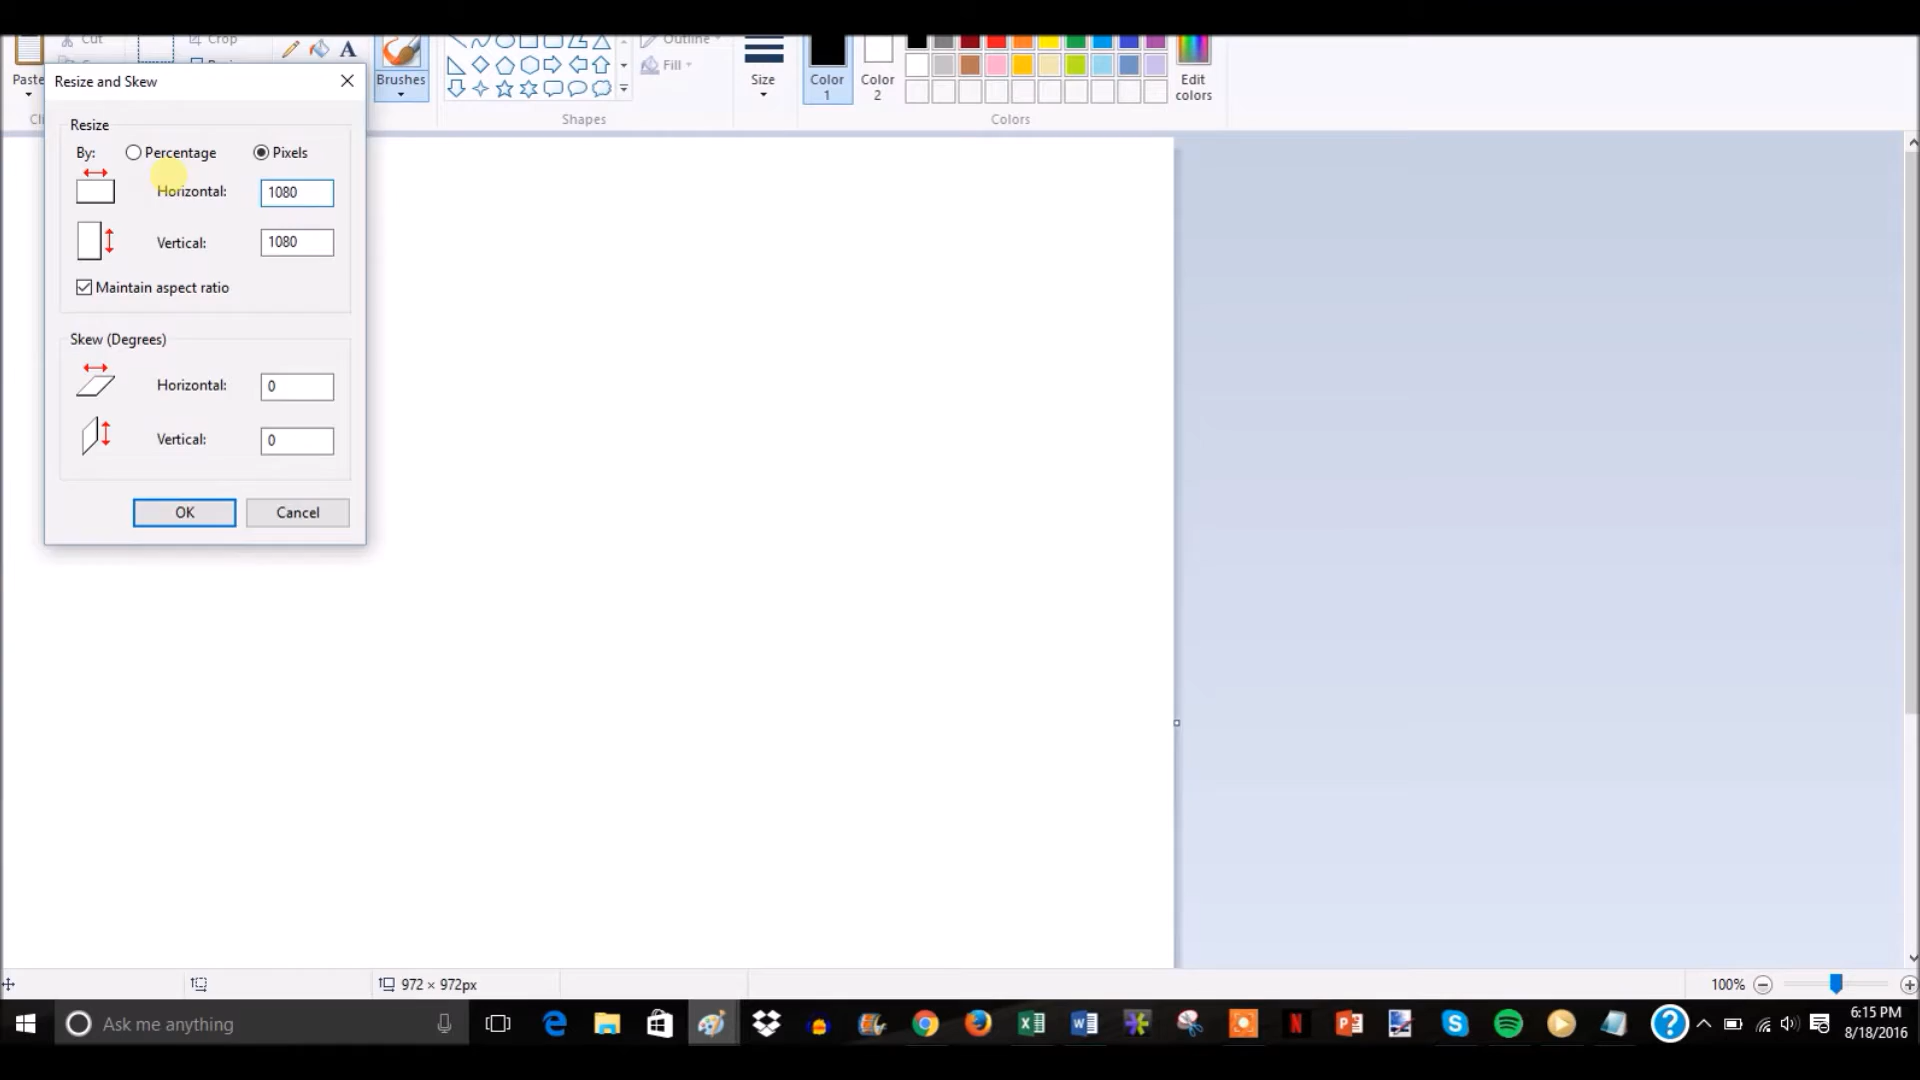 Cut
Crop
Outline
Fill
Paste
Brushes
Size
Color
1
Color
2
Edit
colors
Shapes
Colors
Resize and Skew
Resize
By:
Percentage
Pixels
Horizontal:
1080
Vertical:
1080
Maintain aspect ratio
Skew (Degrees)
Horizontal:
0
Vertical:
0
OK
Cancel
972 × 972px
100%
Ask me anything
6:15 PM
8/18/2016